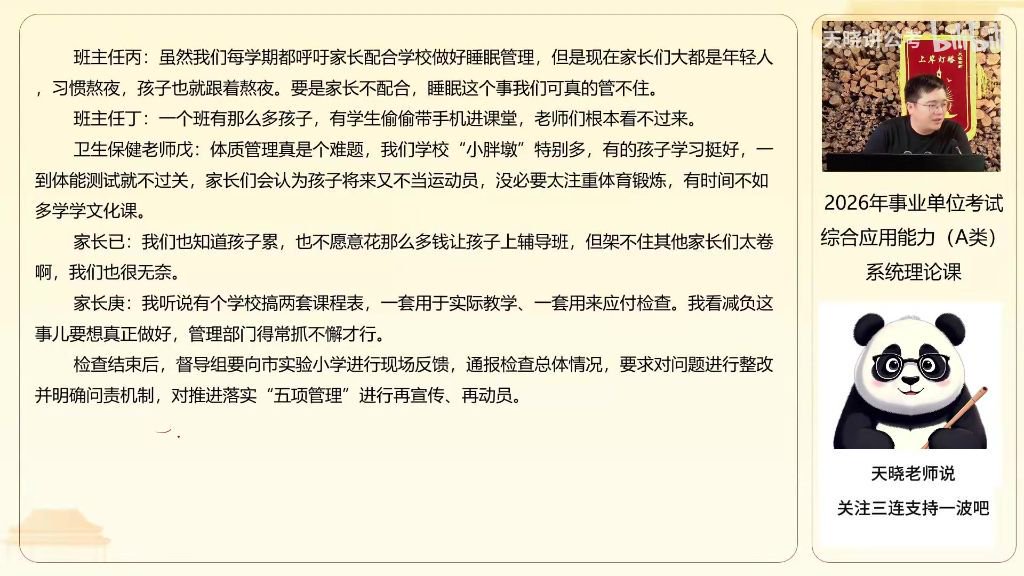 班主任丙：虽然我们每学期都呼吁家长配合学校做好睡眠管理，但是现在家长们大都是年轻人
，习惯熬夜，孩子也就跟着熬夜。要是家长不配合，睡眠这个事我们可真的管不住。
班主任丁：一个班有那么多孩子，有学生偷偷带手机进课堂，老师们根本看不过来。
卫生保健老师戊：体质管理真是个难题，我们学校“小胖墩”特别多，有的孩子学习挺好，一
到体能测试就不过关，家长们会认为孩子将来又不当运动员，没必要太注重体育锻炼，有时间不如
多学学文化课。
家长已：我们也知道孩子累，也不愿意花那么多钱让孩子上辅导班，但架不住其他家长们太卷
啊，我们也很无奈。
家长庚：我听说有个学校搞两套课程表，一套用于实际教学、一套用来应付检查。我看减负这
事儿要想真正做好，管理部门得常抓不懈才行。
检查结束后，督导组要向市实验小学进行现场反馈，通报检查总体情况，要求对问题进行整改
并明确问责机制，对推进落实“五项管理”进行再宣传、再动员。
天晓讲公考
bilibili
上岸灯塔
2026年事业单位考试
综合应用能力（A类）
系统理论课
天晓老师说
关注三连支持一波吧